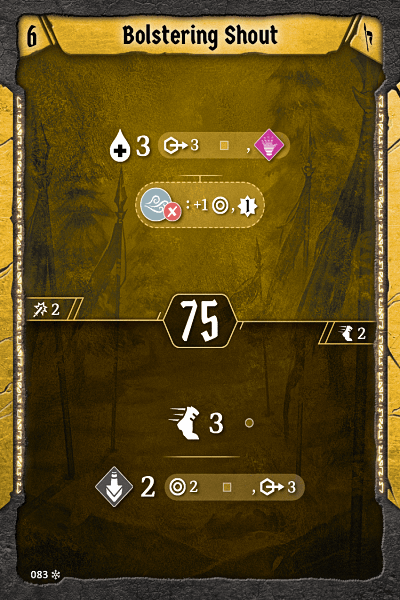 6 Bolstering Shout
3 3 ,
: +1 ,
2 75 2
3
2 2 , 3
083